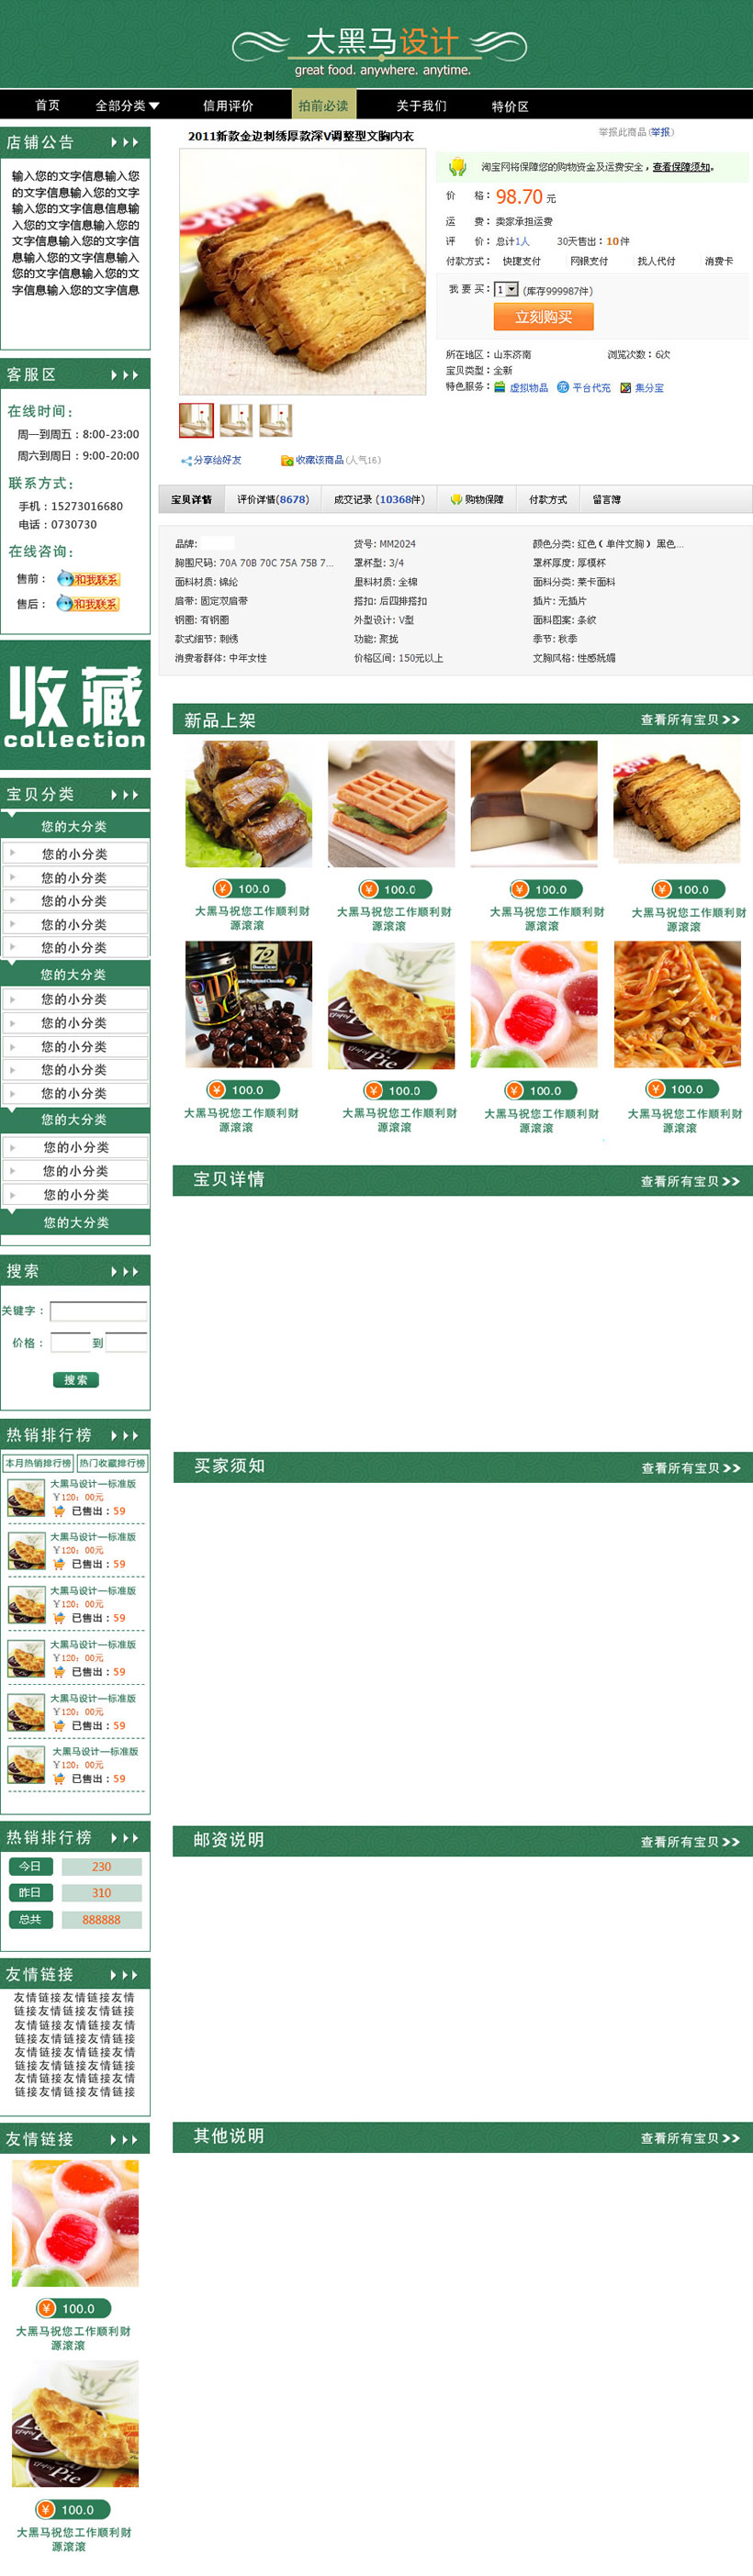 大黑马设计
great food. anywhere. anytime.
首页 全部分类 信用评价 拍前必读 关于我们 特价区
店铺公告
输入您的文字信息输入您
的文字信息输入您的文字
输入您的文字信息信息输
入您的文字信息输入您的
文字信息输入您的文字信
息输入您的文字信息输入
您的文字信息输入您的文
字信息输入您的文字信息
客服区
在线时间:
周一到周五：8:00-23:00
周六到周日：9:00-20:00
联系方式:
手机：15273016680
电话：0730730
在线咨询:
售前： 和我联系
售后： 和我联系
收藏
collection
宝贝分类
您的大分类
您的小分类
您的小分类
您的小分类
您的小分类
您的小分类
您的大分类
您的小分类
您的小分类
您的小分类
您的小分类
您的小分类
您的大分类
您的小分类
您的小分类
您的小分类
您的大分类
搜索
关键字：
价格： 到
搜索
热销排行榜
本月热销排行榜 热门收藏排行榜
大黑马设计—标准版
￥120：00元
已售出：59
大黑马设计—标准版
￥120：00元
已售出：59
大黑马设计—标准版
￥120：00元
已售出：59
大黑马设计—标准版
￥120：00元
已售出：59
大黑马设计—标准版
￥120：00元
已售出：59
大黑马设计—标准版
￥120：00元
已售出：59
热销排行榜
今日 230
昨日 310
总共 888888
友情链接
友情链接友情链接友情
链接友情链接友情链接
友情链接友情链接友情
链接友情链接友情链接
友情链接友情链接友情
链接友情链接友情链接
友情链接友情链接友情
链接友情链接友情链接
友情链接
¥ 100.0
大黑马祝您工作顺利财
源滚滚
Pie
¥ 100.0
大黑马祝您工作顺利财
源滚滚
2011新款金边刺绣厚款深V调整型文胸内衣
举报此商品(举报)
淘宝网将保障您的购物资金及运费安全，查看保障须知。
价 格：98.70 元
运 费：卖家承担运费
评 价：总计1人 30天售出：10件
付款方式： 快捷支付 网银支付 找人代付 消费卡
我 要 买：1 (库存999987件)
立刻购买
所在地区：山东济南 浏览次数：6次
宝贝类型：全新
特色服务： 虚拟物品 平台代充 集分宝
分享给好友 收藏该商品(人气16)
宝贝详情 评价详情(8678) 成交记录 (10368件) 购物保障 付款方式 留言簿
品牌: 货号: MM2024 颜色分类: 红色 ( 单件文胸 ) 黑色...
胸围尺码: 70A 70B 70C 75A 75B 7... 罩杯型: 3/4 罩杯厚度: 厚模杯
面料材质: 锦纶 里料材质: 全棉 面料分类: 莱卡面料
肩带: 固定双肩带 搭扣: 后四排搭扣 插片: 无插片
钢圈: 有钢圈 外型设计: V型 面料图案: 条纹
款式细节: 刺绣 功能: 聚拢 季节: 秋季
消费者群体: 中年女性 价格区间: 150元以上 文胸风格: 性感妩媚
新品上架 查看所有宝贝
¥ 100.0 ¥ 100.0 ¥ 100.0 ¥ 100.0
大黑马祝您工作顺利财 大黑马祝您工作顺利财 大黑马祝您工作顺利财 大黑马祝您工作顺利财
源滚滚 源滚滚 源滚滚 源滚滚
72
Pie
¥ 100.0 ¥ 100.0 ¥ 100.0 ¥ 100.0
大黑马祝您工作顺利财 大黑马祝您工作顺利财 大黑马祝您工作顺利财 大黑马祝您工作顺利财
源滚滚 源滚滚 源滚滚 源滚滚
宝贝详情 查看所有宝贝
买家须知 查看所有宝贝
邮资说明 查看所有宝贝
其他说明 查看所有宝贝